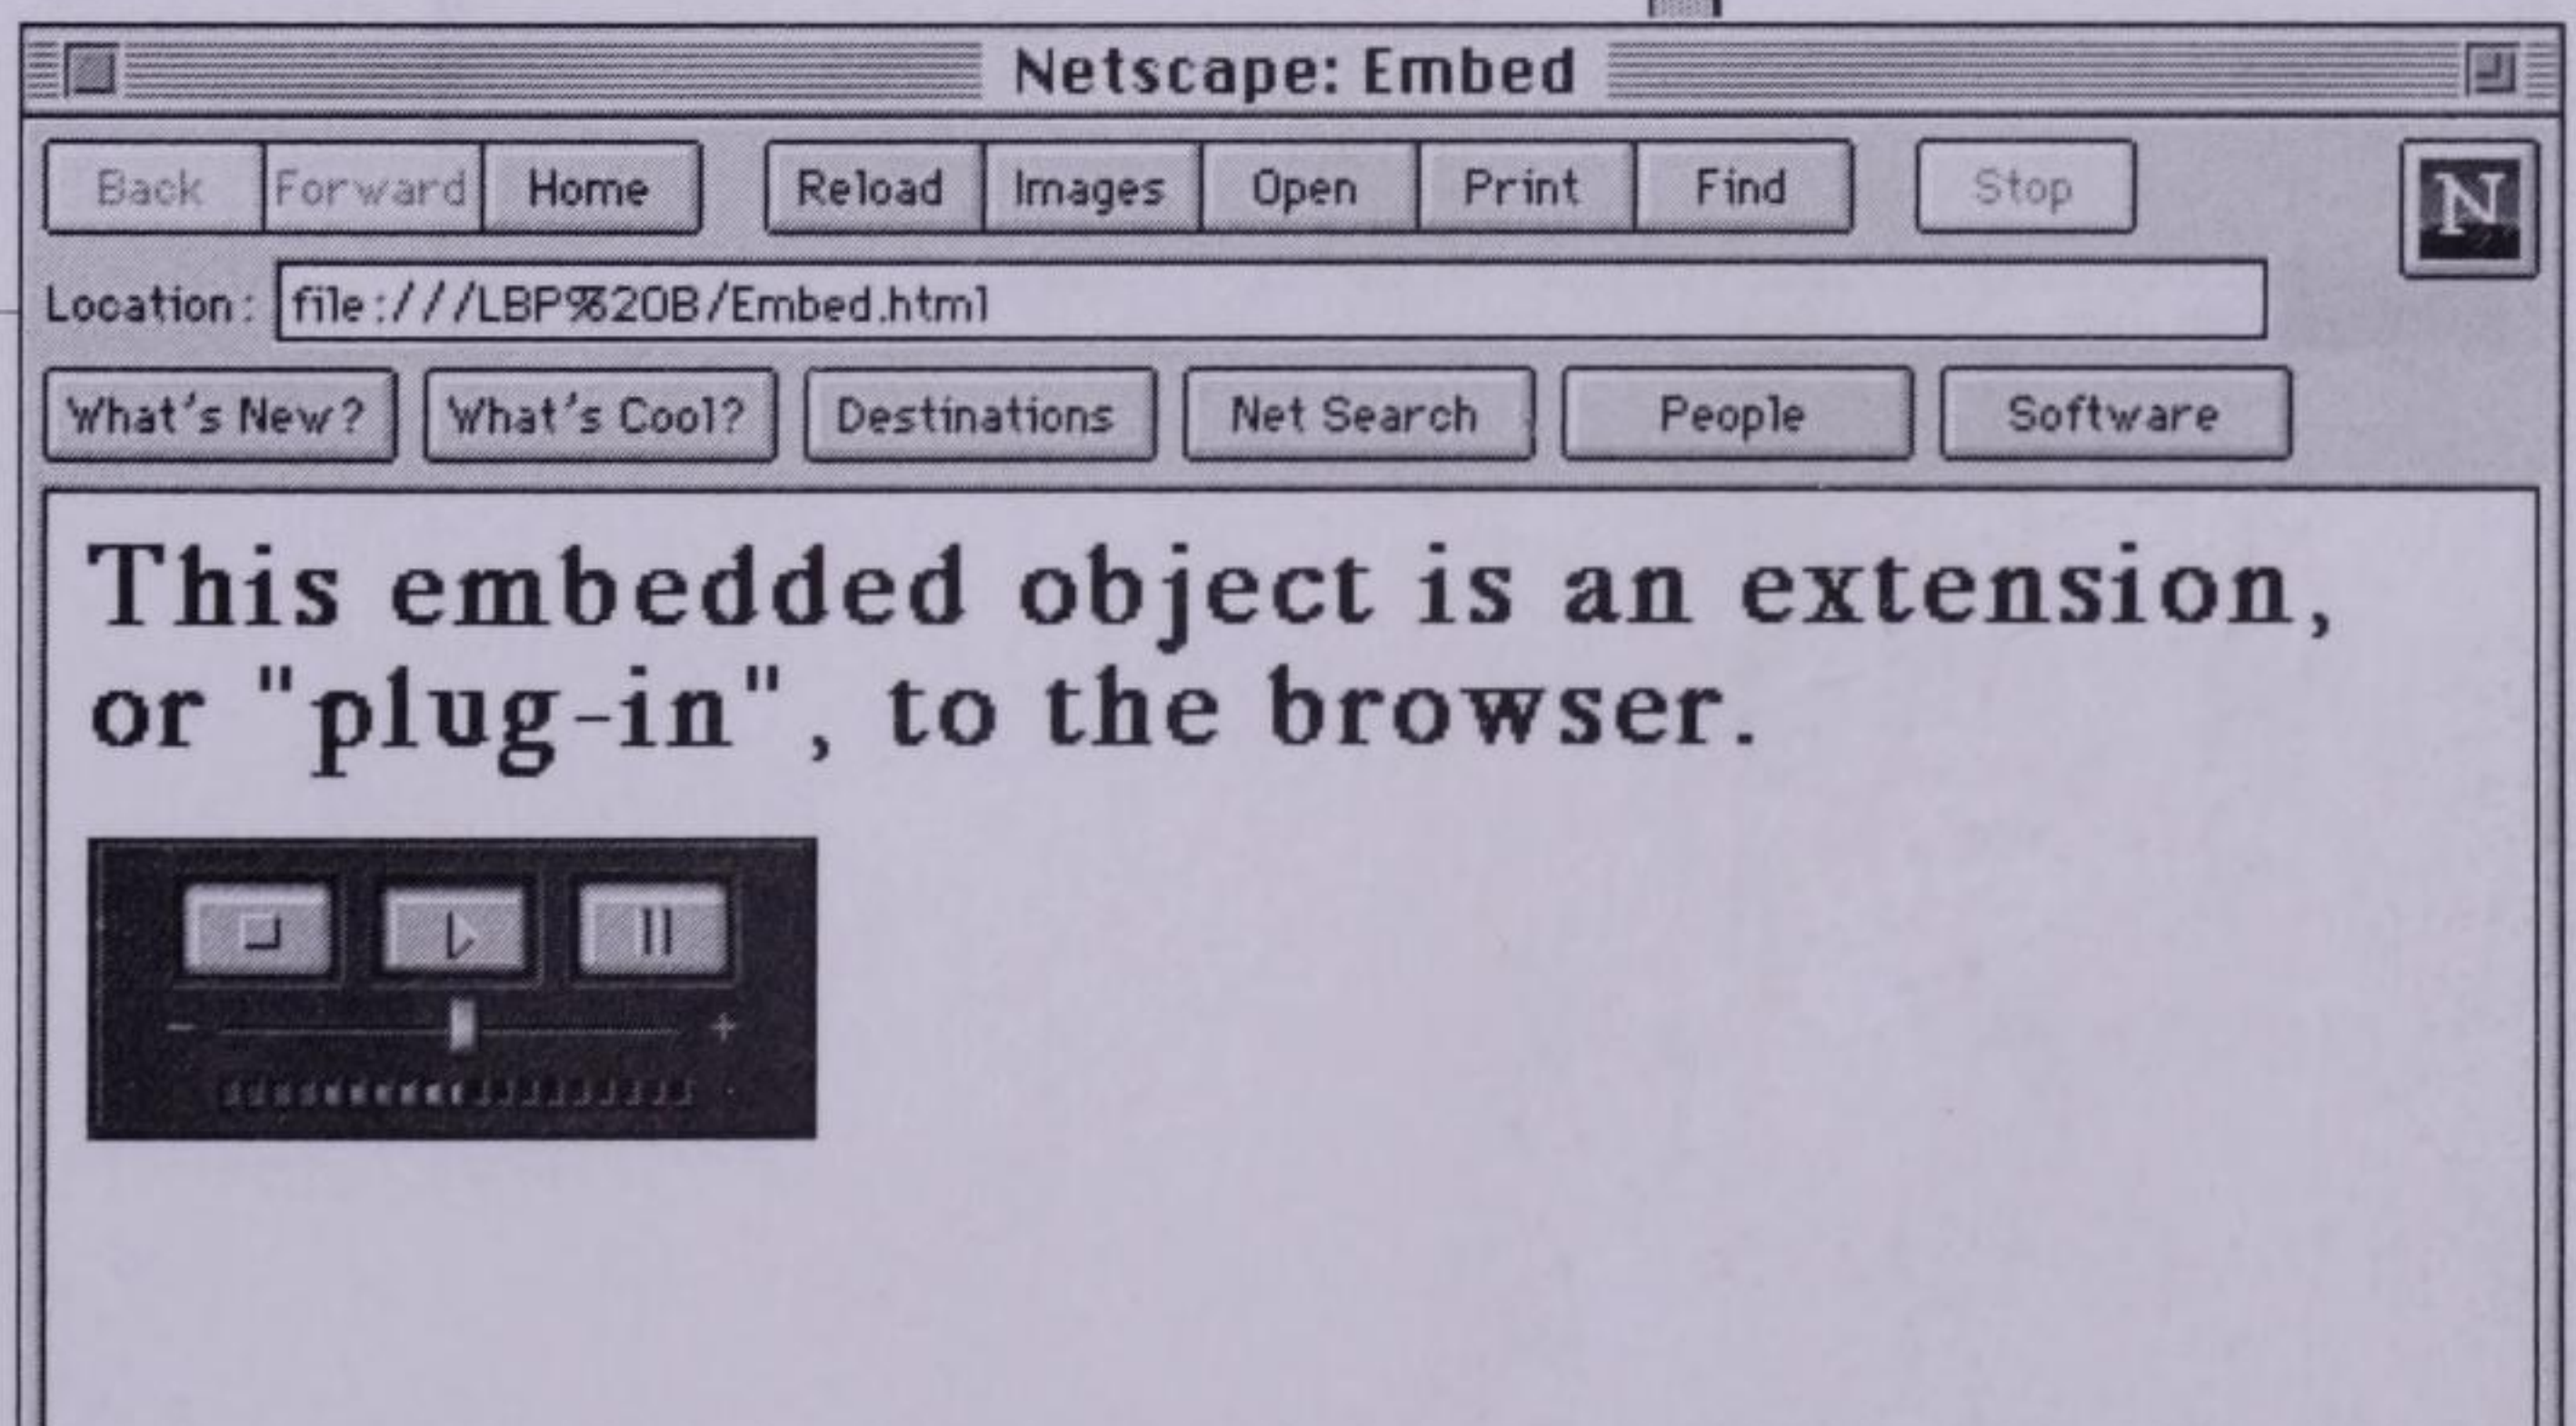 Netscape: Embed
Back Forward Home Reload Images Open Print Find Stop N
Location: file:///LBP%20B/Embed.html
What's New? What's Cool? Destinations Net Search People Software
This embedded object is an extension,
or "plug-in", to the browser.
- +